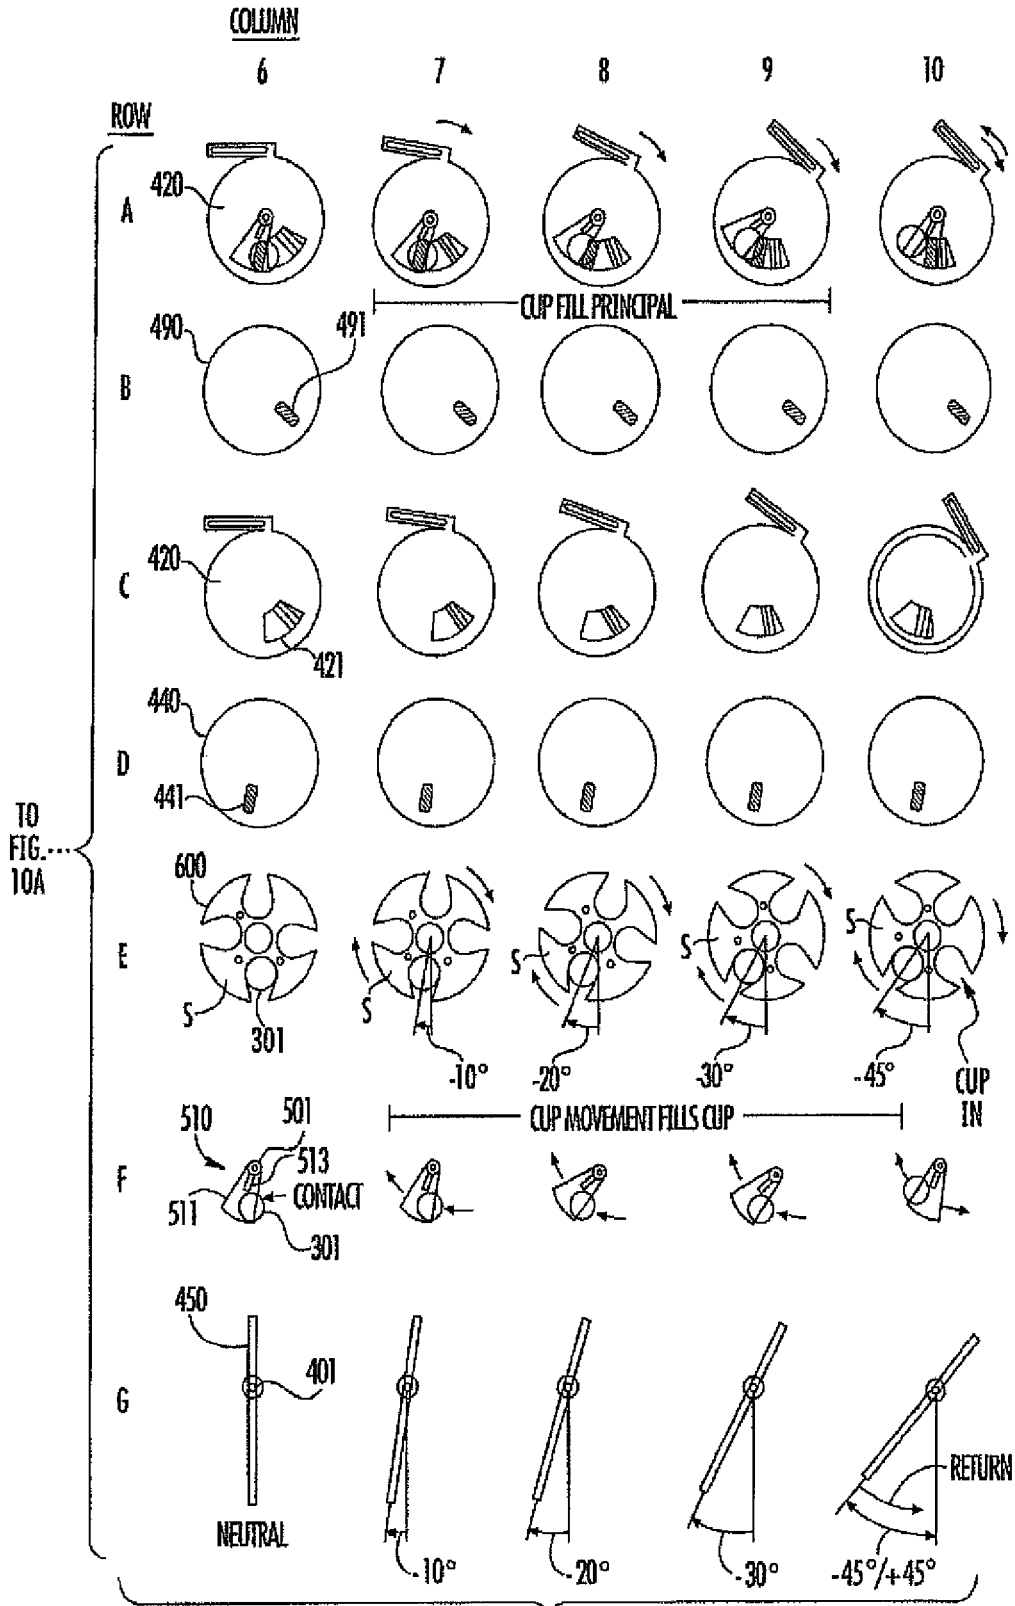 COLUMN
6 7 8 9 10
ROW
A
420
CUP FILL PRINCIPAL
490
491
B
420
C
421
440
D
441
TO
FIG.....
10A
600
E
S S S S S
301
-10° -20° -30° -45°
CUP
IN
CUP MOVEMENT FILLS CUP
510
501
513
F
CONTACT
511
301
450
401
G
RETURN
NEUTRAL
-10° -20° -30° -45°/+45°